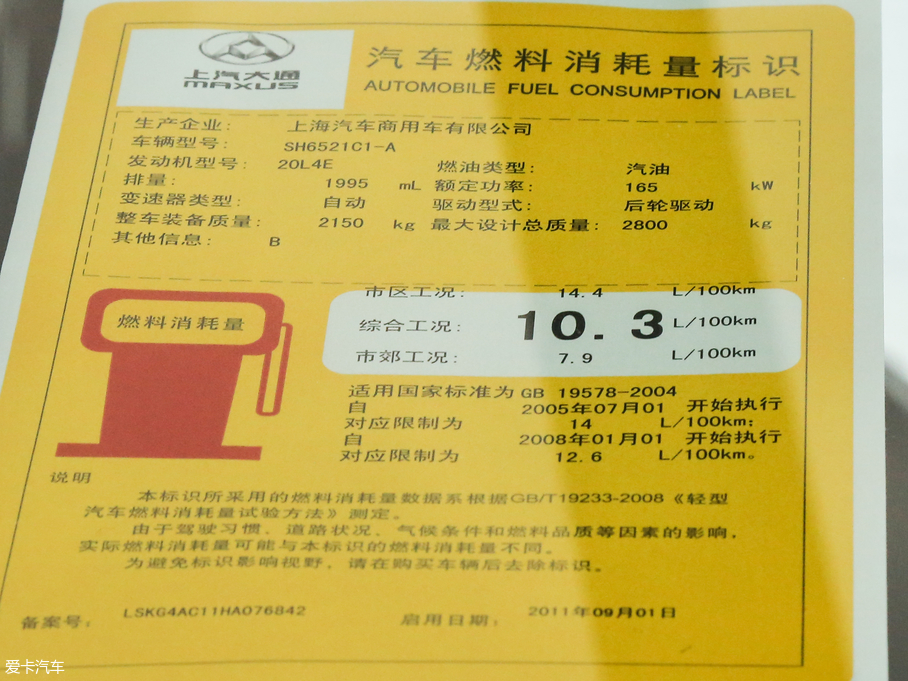 上汽大通
MAXUS
汽车燃料消耗量标识
AUTOMOBILE FUEL CONSUMPTION LABEL
生产企业: 上海汽车商用车有限公司
车辆型号: SH6521C1-A
发动机型号: 20L4E 燃油类型: 汽油
排量: 1995 mL 额定功率: 165 kW
变速器类型: 自动 驱动型式: 后轮驱动
整车装备质量: 2150 kg 最大设计总质量: 2800 kg
其他信息: B
市区工况: 14.4 L/100km
燃料消耗量
综合工况: 10.3 L/100km
市郊工况: 7.9 L/100km
适用国家标准为 GB 19578-2004
自 2005年07月01 开始执行
对应限制为 14 L/100km;
自 2008年01月01 开始执行
对应限制为 12.6 L/100km。
说明
本标识所采用的燃料消耗量数据系根据GB/T19233-2008《轻型
汽车燃料消耗量试验方法》测定。
由于驾驶习惯、道路状况、气候条件和燃料品质等因素的影响,
实际燃料消耗量可能与本标识的燃料消耗量不同。
为避免标识影响视野,请在购买车辆后去除标识。
备案号: LSKG4AC11HA076842 启用日期: 2011年09月01日
爱卡汽车